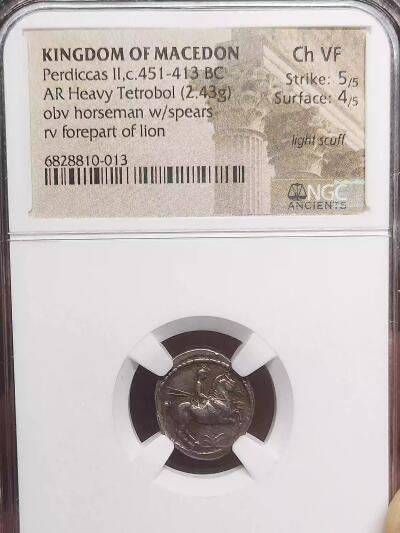 KINGDOM OF MACEDON
Perdiccas II,c.451-413 BC
AR Heavy Tetrobol (2.43g)
obv horseman w/spears
rv forepart of lion
6828810-013
Ch VF
Strike: 5/5
Surface: 4/5
light scuff
NGC
ANCIENTS